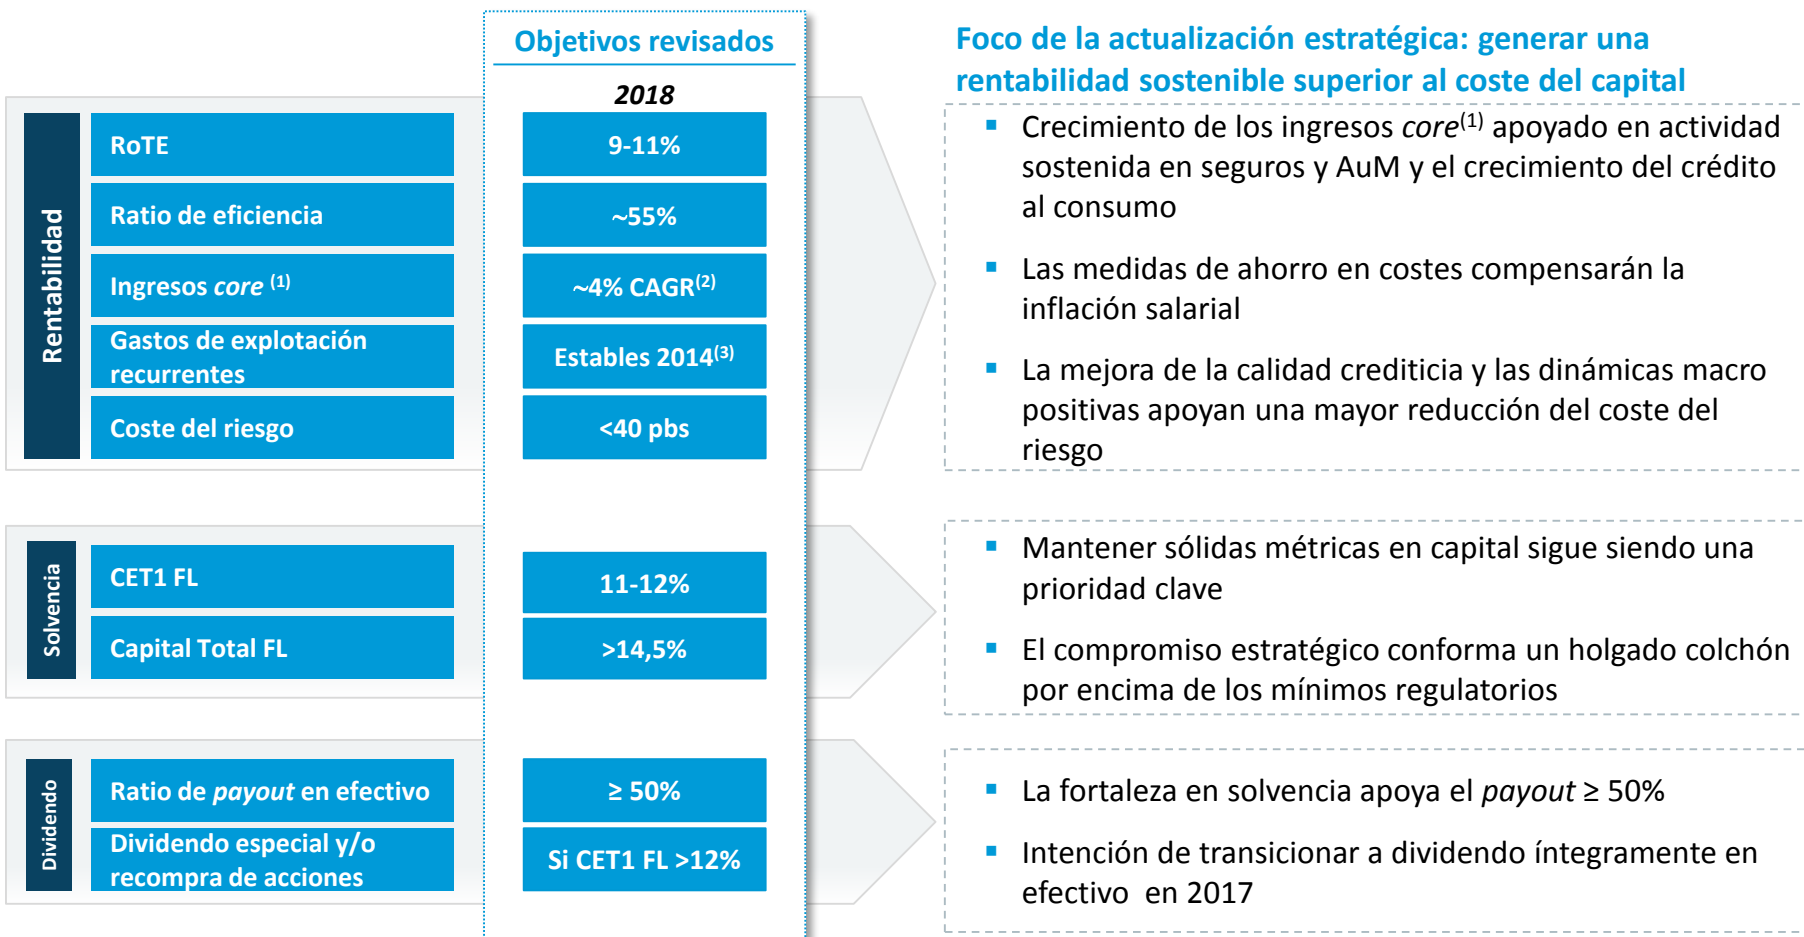 Objetivos revisados
2018
Foco de la actualización estratégica: generar una
rentabilidad sostenible superior al coste del capital
Rentabilidad
RoTE
9-11%
Ratio de eficiencia
~55%
Ingresos core (1)
~4% CAGR(2)
Gastos de explotación
recurrentes
Estables 2014(3)
Coste del riesgo
<40 pbs
▪ Crecimiento de los ingresos core(1) apoyado en actividad
sostenida en seguros y AuM y el crecimiento del crédito
al consumo
▪ Las medidas de ahorro en costes compensarán la
inflación salarial
▪ La mejora de la calidad crediticia y las dinámicas macro
positivas apoyan una mayor reducción del coste del
riesgo
Solvencia
CET1 FL
11-12%
Capital Total FL
>14,5%
▪ Mantener sólidas métricas en capital sigue siendo una
prioridad clave
▪ El compromiso estratégico conforma un holgado colchón
por encima de los mínimos regulatorios
Dividendo
Ratio de payout en efectivo
≥ 50%
Dividendo especial y/o
recompra de acciones
Si CET1 FL >12%
▪ La fortaleza en solvencia apoya el payout ≥ 50%
▪ Intención de transicionar a dividendo íntegramente en
efectivo en 2017